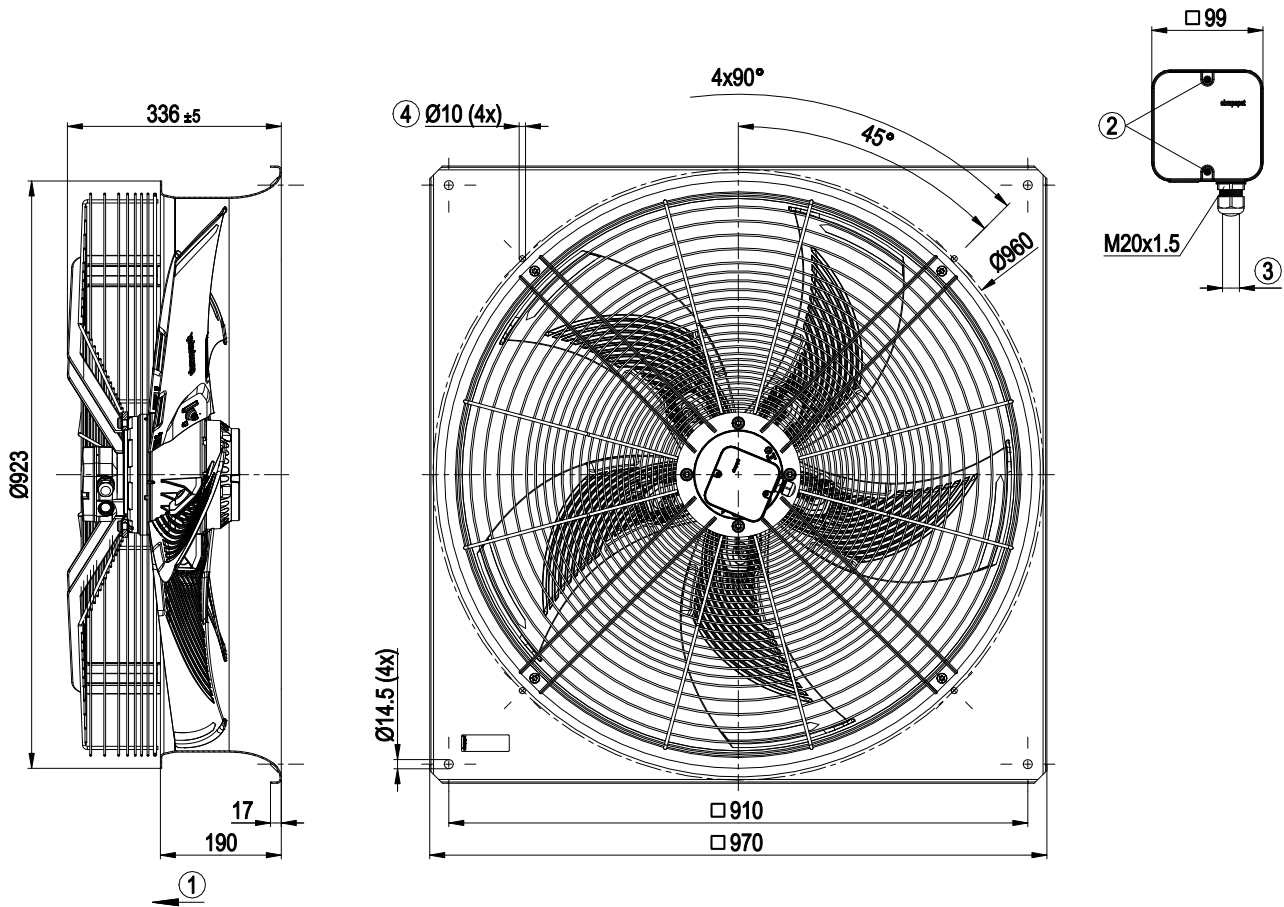 □ 99
4x90°
336 ±5
④ Ø10 (4x)
45°
②
ebmpapst
M20x1.5
③
Ø960
Ø923
Ø14.5 (4x)
17
□ 910
190
□ 970
①